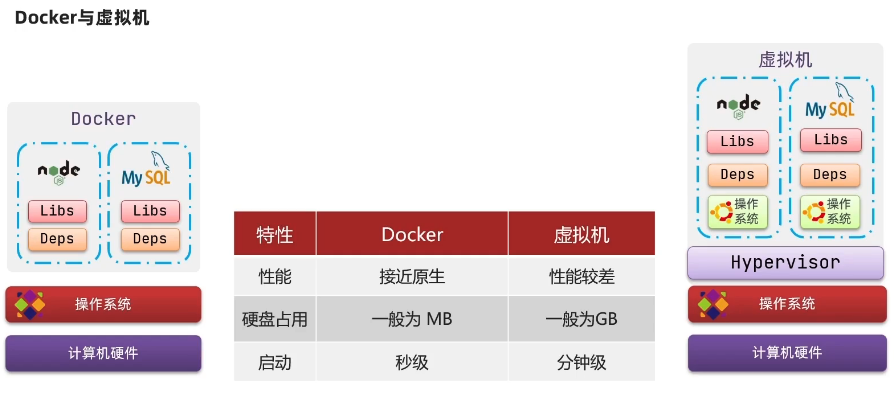 Docker与虚拟机
Docker
node
JS
MySQL
Libs
Libs
Deps
Deps
操作系统
计算机硬件
特性 Docker 虚拟机
性能 接近原生 性能较差
硬盘占用 一般为 MB 一般为GB
启动 秒级 分钟级
虚拟机
node
JS
MySQL
Libs
Libs
Deps
Deps
操作
系统
操作
系统
Hypervisor
操作系统
计算机硬件